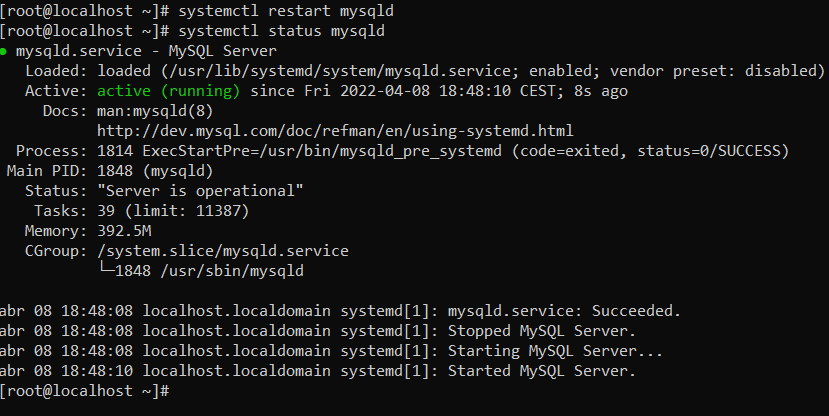 [root@localhost ~]# systemctl restart mysqld
[root@localhost ~]# systemctl status mysqld
● mysqld.service - MySQL Server
   Loaded: loaded (/usr/lib/systemd/system/mysqld.service; enabled; vendor preset: disabled)
   Active: active (running) since Fri 2022-04-08 18:48:10 CEST; 8s ago
     Docs: man:mysqld(8)
           http://dev.mysql.com/doc/refman/en/using-systemd.html
  Process: 1814 ExecStartPre=/usr/bin/mysqld_pre_systemd (code=exited, status=0/SUCCESS)
 Main PID: 1848 (mysqld)
   Status: "Server is operational"
    Tasks: 39 (limit: 11387)
   Memory: 392.5M
   CGroup: /system.slice/mysqld.service
           └─1848 /usr/sbin/mysqld

abr 08 18:48:08 localhost.localdomain systemd[1]: mysqld.service: Succeeded.
abr 08 18:48:08 localhost.localdomain systemd[1]: Stopped MySQL Server.
abr 08 18:48:08 localhost.localdomain systemd[1]: Starting MySQL Server...
abr 08 18:48:10 localhost.localdomain systemd[1]: Started MySQL Server.
[root@localhost ~]#